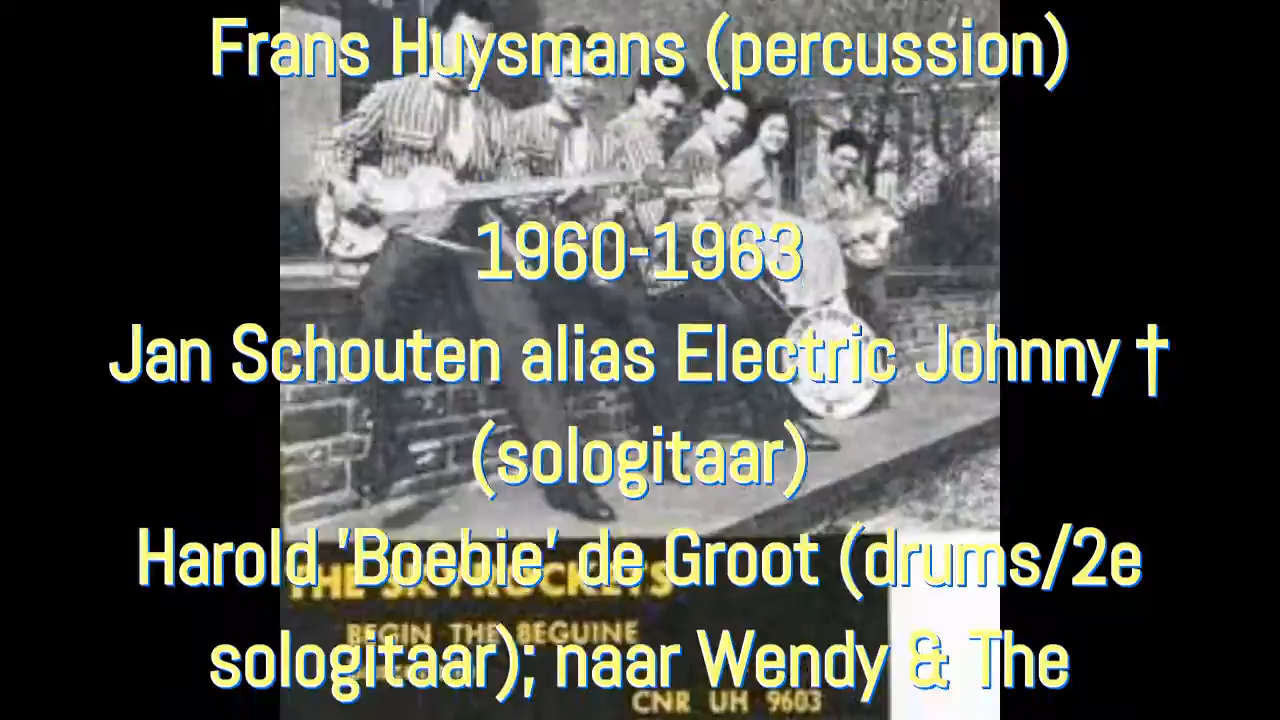 Frans Huysmans (percussion)
1960-1963
Jan Schouten alias Electric Johnny †
(sologitaar)
Harold 'Boebie' de Groot (drums/2e
THE SKYROCKETS
BEGIN THE BEGUINE
sologitaar); naar Wendy & The
CNR UH 9603